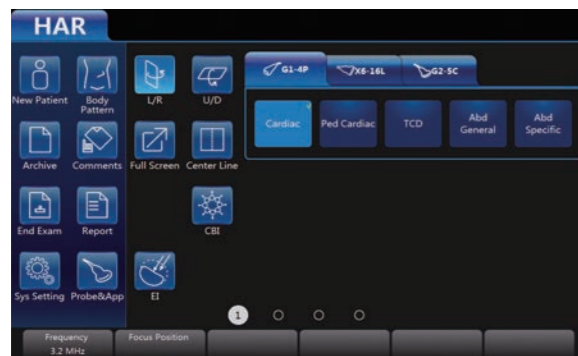 HAR
New Patient
Body
Pattern
L/R
U/D
G1-4P
X6-16L
G2-5C
Cardiac
Ped Cardiac
TCD
Abd
General
Abd
Specific
Archive
Comments
Full Screen
Center Line
End Exam
Report
CBI
Sys Setting
Probe&App
EI
1
Frequency
3.2 MHz
Focus Position